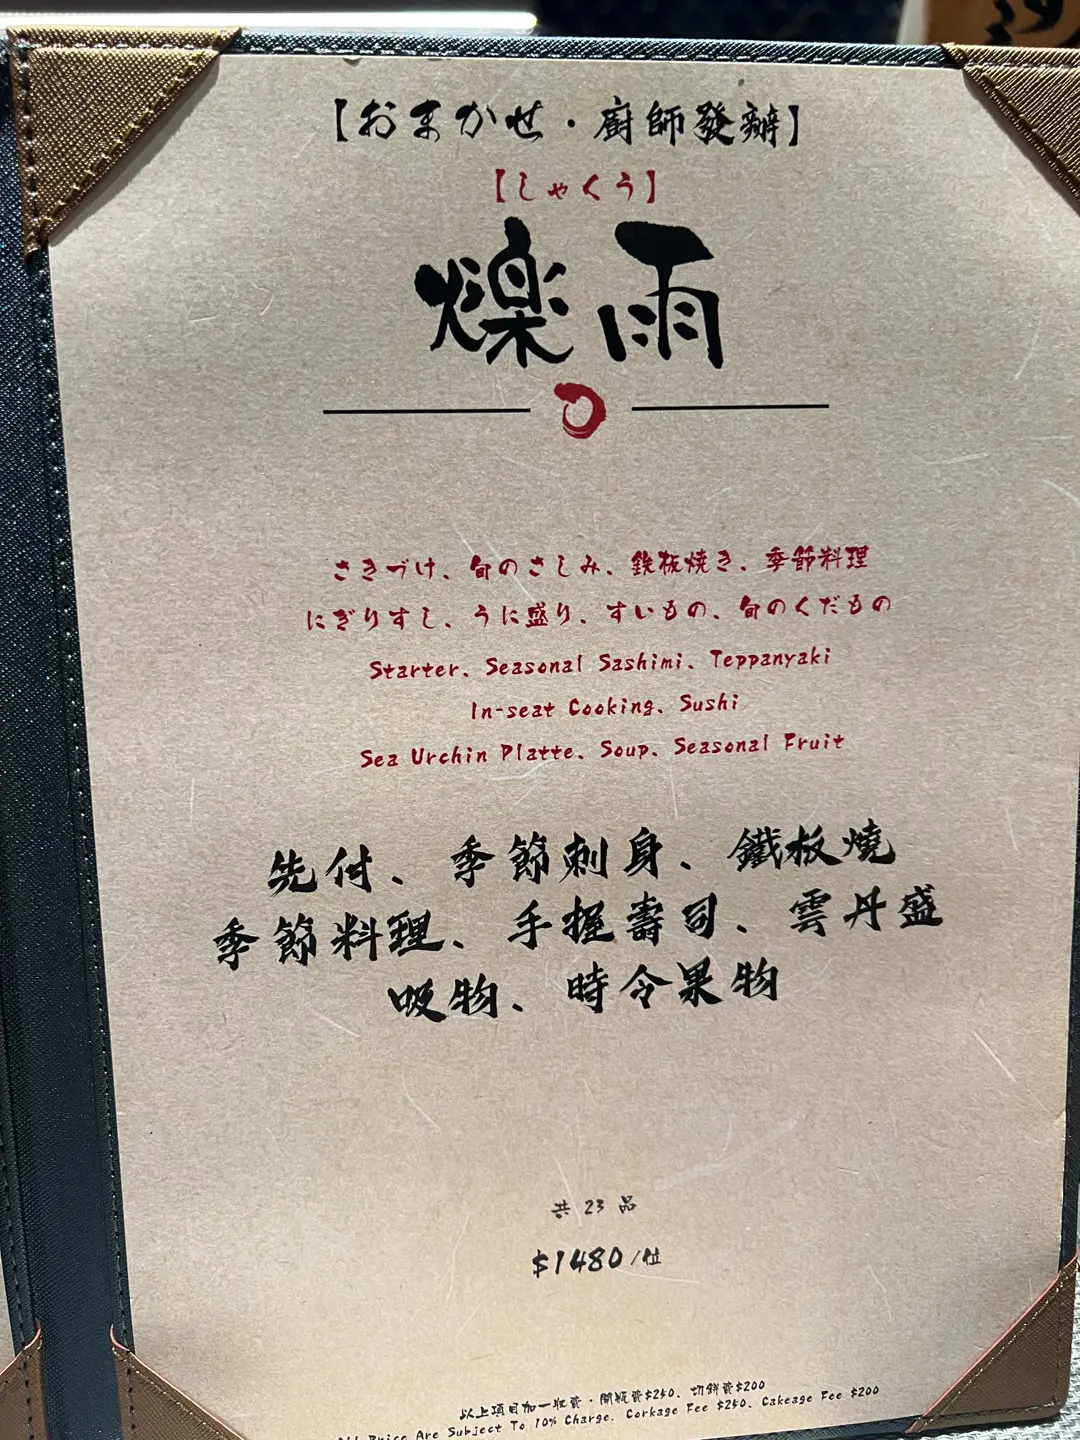 【おまかせ・廚師發辦】
【しゃくう】
爍雨
さきづけ、旬のさしみ、鉄板焼き、季節料理
にぎりすし、うに盛り、すいもの、旬のくだもの
Starter、Seasonal Sashimi、Teppanyaki
In-seat Cooking、Sushi
Sea Urchin Platte、Soup、Seasonal Fruit
先付、季節刺身、鐵板燒
季節料理、手握壽司、雲丹盛
吸物、時令果物
共 23 品
$1480/位
以上項目加一收費・開瓶費$250、切餅費$200
All Price Are Subject To 10% Charge. Corkage Fee $250、Cakeage Fee $200